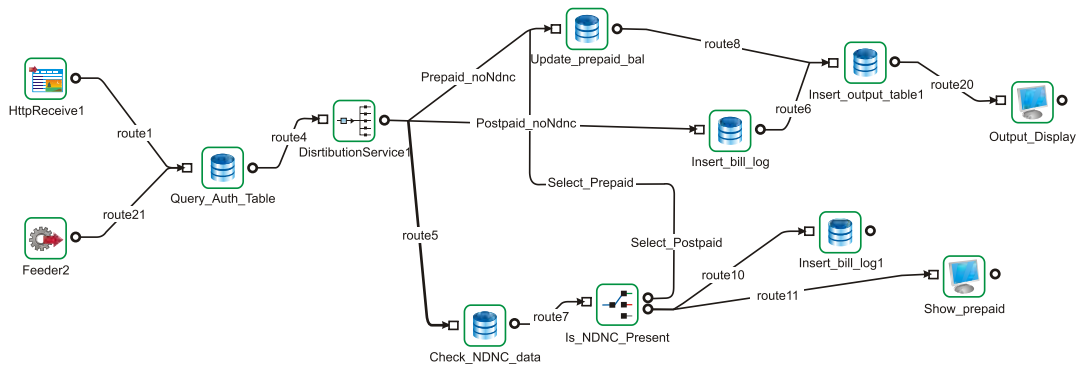 Update_prepaid_bal
route8
Prepaid_noNdnc
HttpReceive1
route1
Insert_output_table1
route20
route6
Output_Display
Postpaid_noNdnc
route4
DisrtibutionService1
Insert_bill_log
Query_Auth_Table
Select_Prepaid
route21
route5
Select_Postpaid
Feeder2
Insert_bill_log1
route10
route11
Show_prepaid
route7
Is_NDNC_Present
Check_NDNC_data